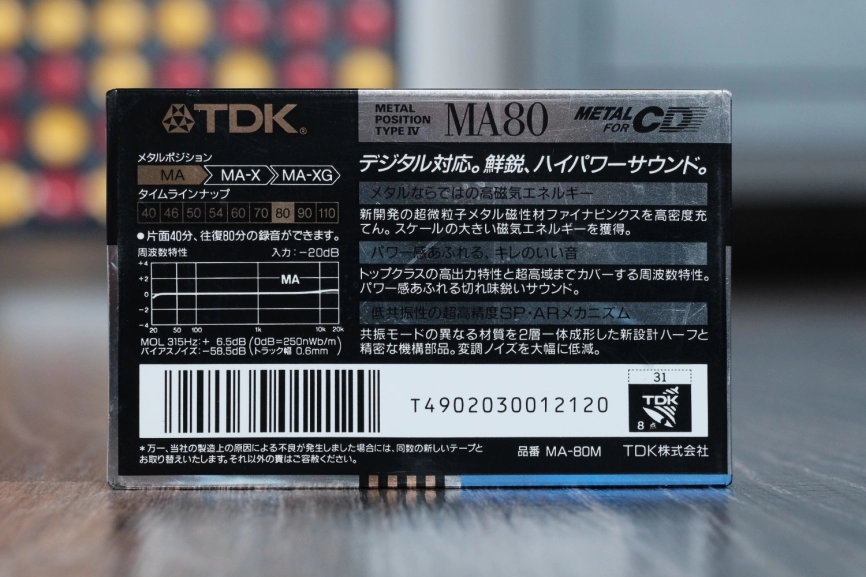 TDK®
METAL
POSITION
TYPE IV
MA80
METAL
FOR
CD
メタルポジション
MA MA-X MA-XG
タイムラインナップ
40 46 50 54 60 70 80 90 110
●片面40分、往復80分の録音ができます。
周波数特性 入力：-20dB
+4
+2
0
-2
-4
MA
20 50 100 1k 10k 20k
MOL 315Hz：+ 6.5dB (0dB=250nWb/m)
バイアスノイズ：-58.5dB (トラック幅 0.6mm)
デジタル対応。鮮鋭、ハイパワーサウンド。
メタルならではの高磁気エネルギー
新開発の超微粒子メタル磁性材ファイナビンクスを高密度充
てん。スケールの大きい磁気エネルギーを獲得。
パワー感あふれる、キレのいい音
トップクラスの高出力特性と超高域までカバーする周波数特性。
パワー感あふれる切れ味鋭いサウンド。
低共振性の超高精度SP・ARメカニズム
共振モードの異なる材質を2層一体成形した新設計ハーフと
精密な機構部品。変調ノイズを大幅に低減。
T4902030012120
31
TDK
8 点
*万一、当社の製造上の原因による不良が発生しました場合には、同数の新しいテープと
お取り替えいたします。それ以外の責はご容赦ください。
品番 MA-80M TDK株式会社